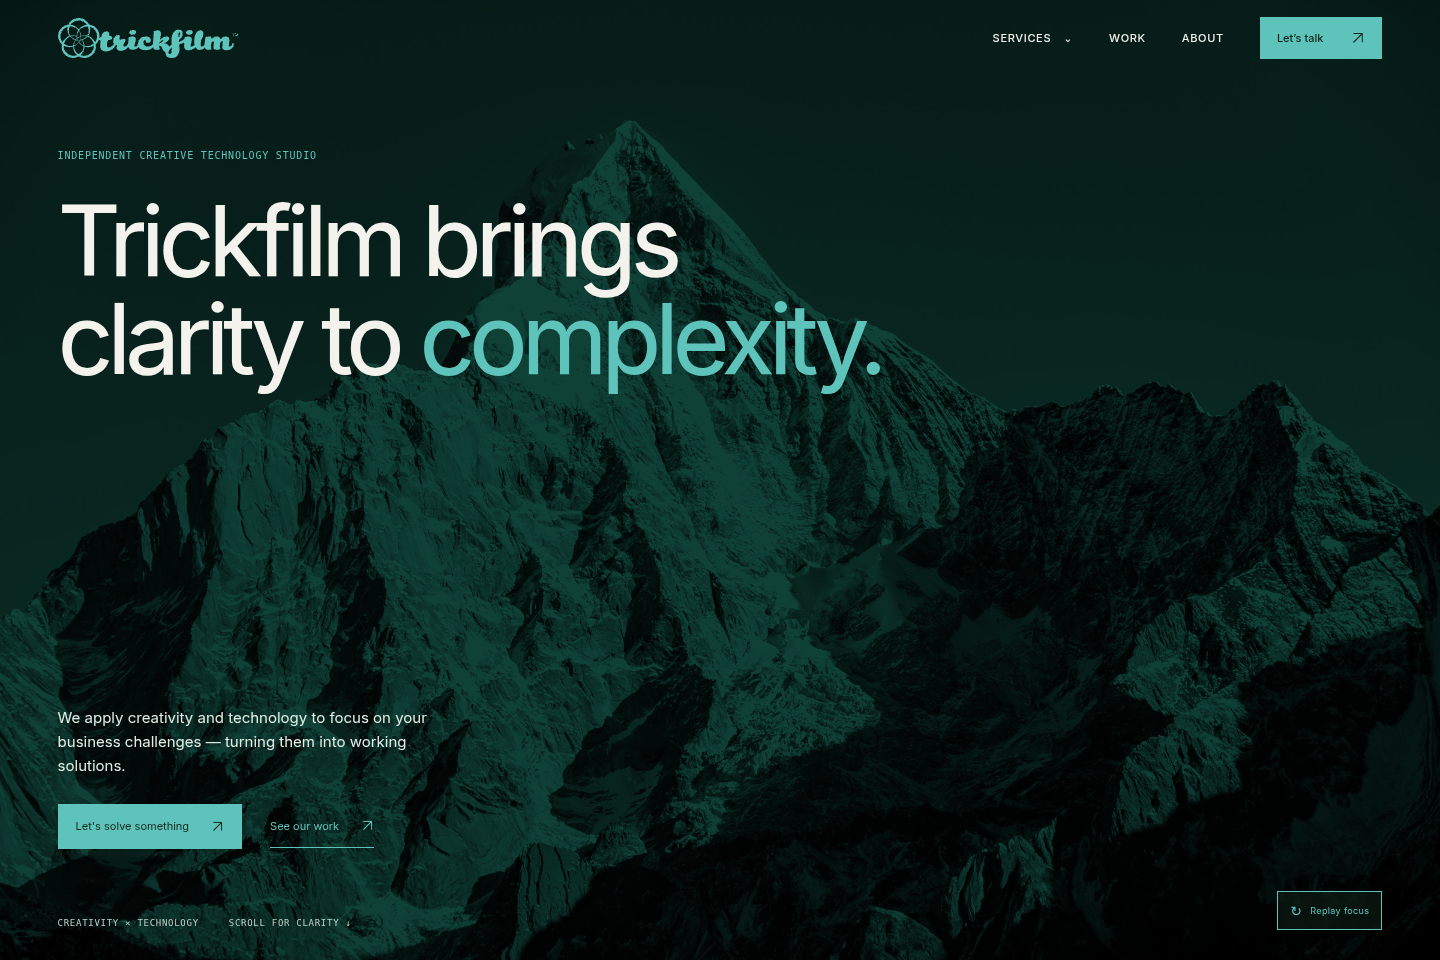 trickfilm™
SERVICES ⌄
WORK
ABOUT
Let's talk ↗
INDEPENDENT CREATIVE TECHNOLOGY STUDIO
Trickfilm brings
clarity to complexity.
We apply creativity and technology to focus on your
business challenges — turning them into working
solutions.
Let's solve something ↗
See our work ↗
CREATIVITY × TECHNOLOGY
SCROLL FOR CLARITY ↓
↻ Replay focus